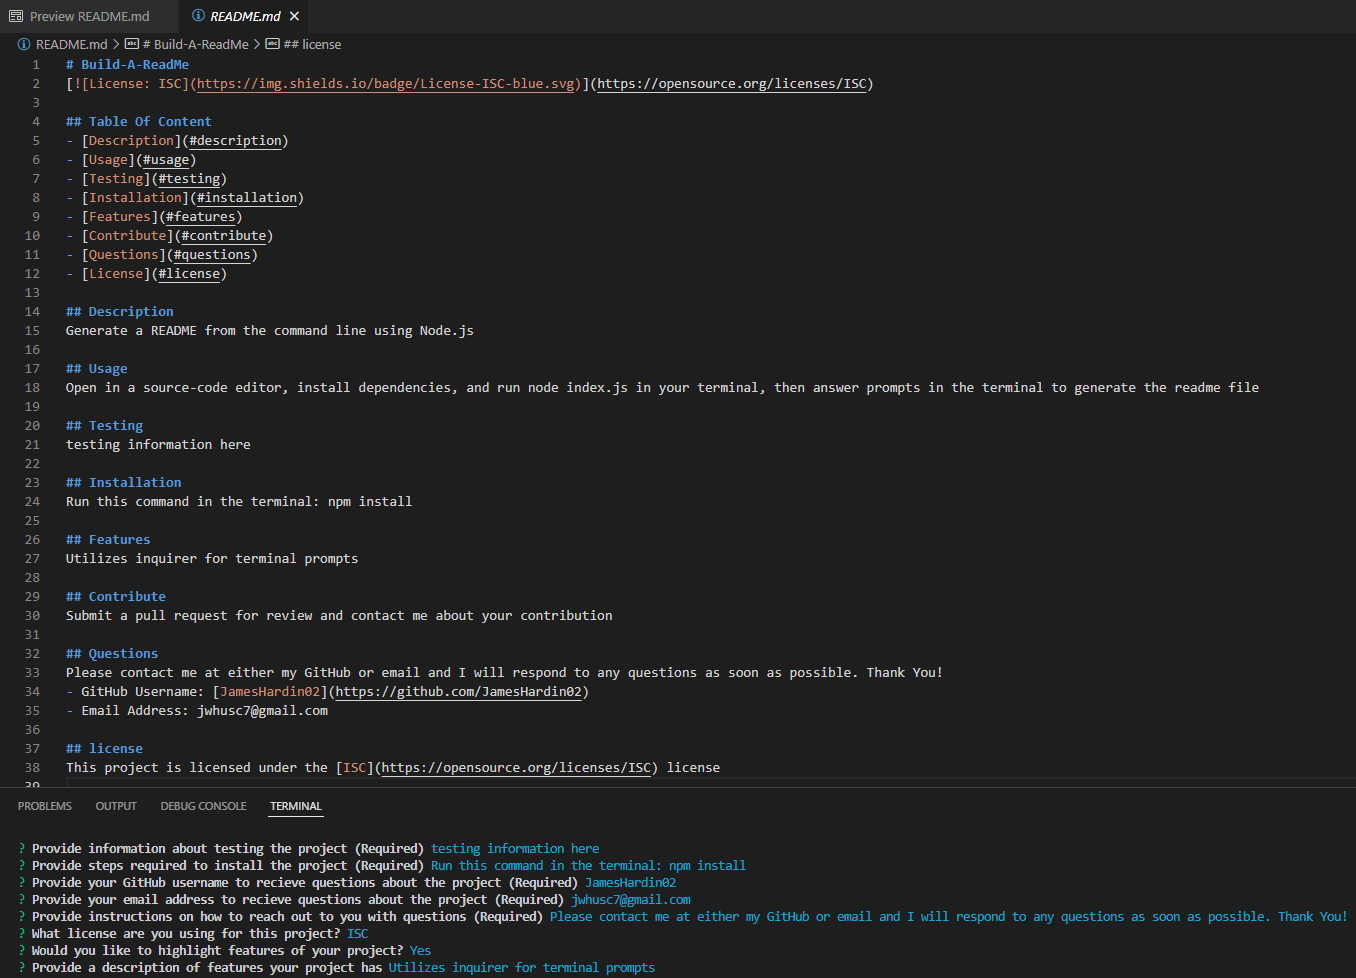 Preview README.md
README.md
README.md > # Build-A-ReadMe > ## license
1 # Build-A-ReadMe
2 [![License: ISC](https://img.shields.io/badge/License-ISC-blue.svg)](https://opensource.org/licenses/ISC)
3
4 ## Table Of Content
5 - [Description](#description)
6 - [Usage](#usage)
7 - [Testing](#testing)
8 - [Installation](#installation)
9 - [Features](#features)
10 - [Contribute](#contribute)
11 - [Questions](#questions)
12 - [License](#license)
13
14 ## Description
15 Generate a README from the command line using Node.js
16
17 ## Usage
18 Open in a source-code editor, install dependencies, and run node index.js in your terminal, then answer prompts in the terminal to generate the readme file
19
20 ## Testing
21 testing information here
22
23 ## Installation
24 Run this command in the terminal: npm install
25
26 ## Features
27 Utilizes inquirer for terminal prompts
28
29 ## Contribute
30 Submit a pull request for review and contact me about your contribution
31
32 ## Questions
33 Please contact me at either my GitHub or email and I will respond to any questions as soon as possible. Thank You!
34 - GitHub Username: [JamesHardin02](https://github.com/JamesHardin02)
35 - Email Address: jwhusc7@gmail.com
36
37 ## license
38 This project is licensed under the [ISC](https://opensource.org/licenses/ISC) license
39
PROBLEMS OUTPUT DEBUG CONSOLE TERMINAL
? Provide information about testing the project (Required) testing information here
? Provide steps required to install the project (Required) Run this command in the terminal: npm install
? Provide your GitHub username to recieve questions about the project (Required) JamesHardin02
? Provide your email address to recieve questions about the project (Required) jwhusc7@gmail.com
? Provide instructions on how to reach out to you with questions (Required) Please contact me at either my GitHub or email and I will respond to any questions as soon as possible. Thank You!
? What license are you using for this project? ISC
? Would you like to highlight features of your project? Yes
? Provide a description of features your project has Utilizes inquirer for terminal prompts